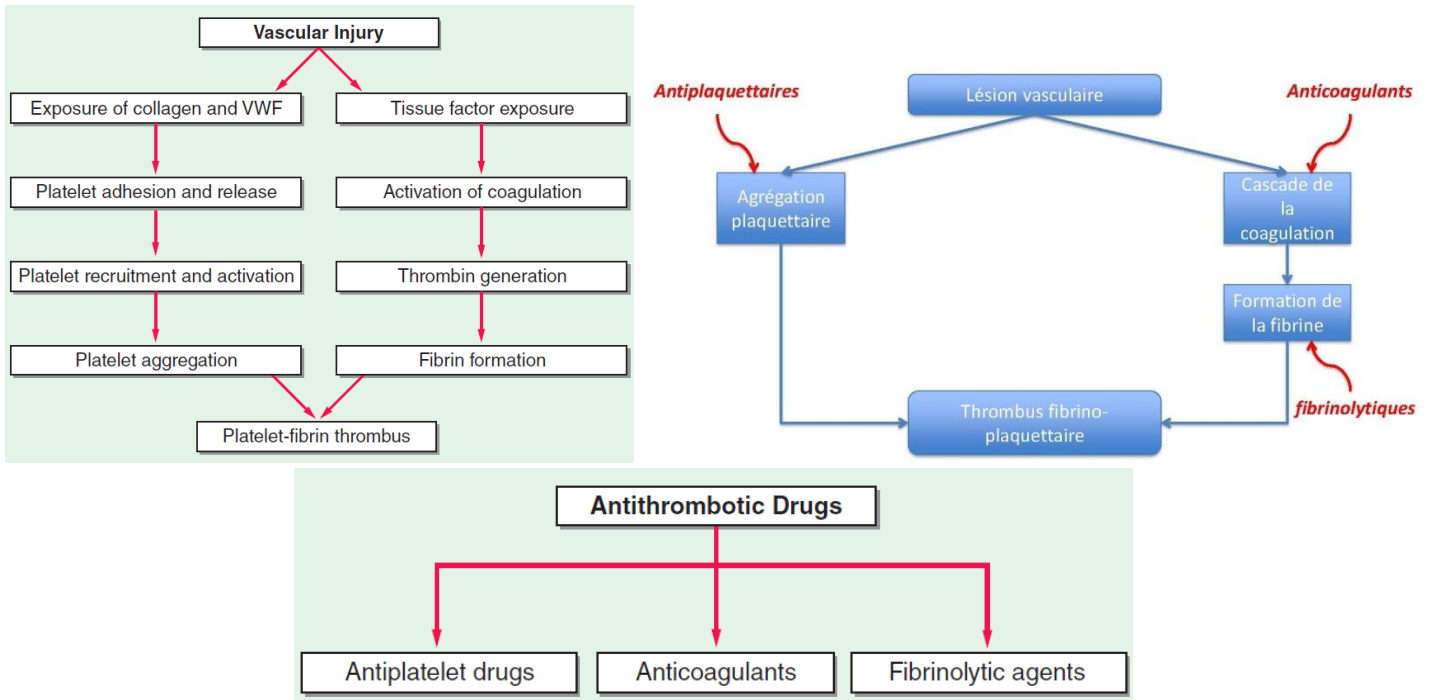 Vascular Injury
Exposure of collagen and VWF
Tissue factor exposure
Platelet adhesion and release
Activation of coagulation
Platelet recruitment and activation
Thrombin generation
Platelet aggregation
Fibrin formation
Platelet-fibrin thrombus
Antiplaquettaires
Lésion vasculaire
Anticoagulants
Agrégation
plaquettaire
Cascade de
la
coagulation
Formation de
la fibrine
fibrinolytiques
Thrombus fibrino-
plaquettaire
Antithrombotic Drugs
Antiplatelet drugs
Anticoagulants
Fibrinolytic agents